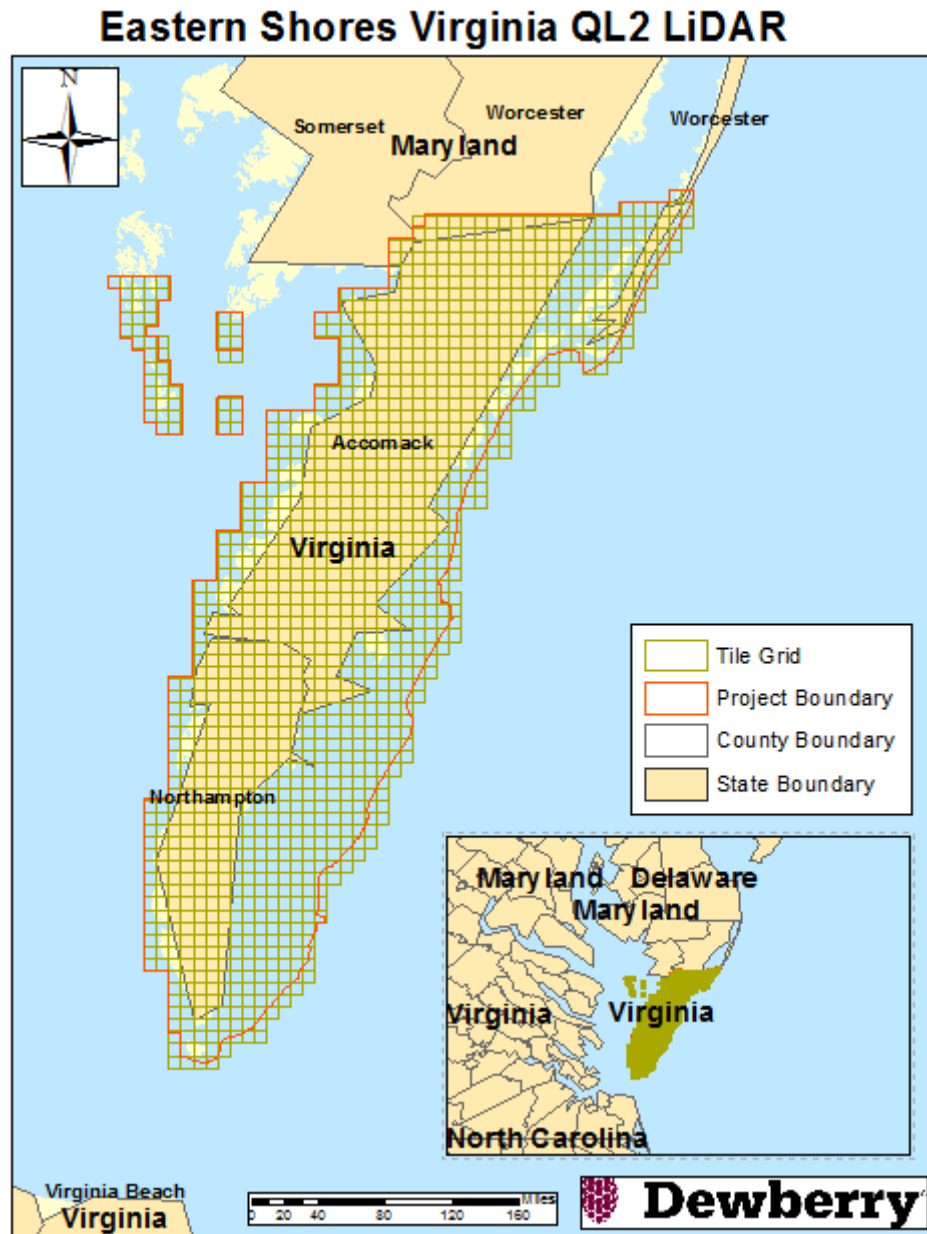 Eastern Shores Virginia QL2 LiDAR
N
Somerset
Worcester
Worcester
Maryland
Accomack
Virginia
Northampton
Tile Grid
Project Boundary
County Boundary
State Boundary
Maryland
Delaware
Maryland
Virginia
Virginia
North Carolina
Virginia Beach
Virginia
Miles
0 20 40 80 120 160
Dewberry